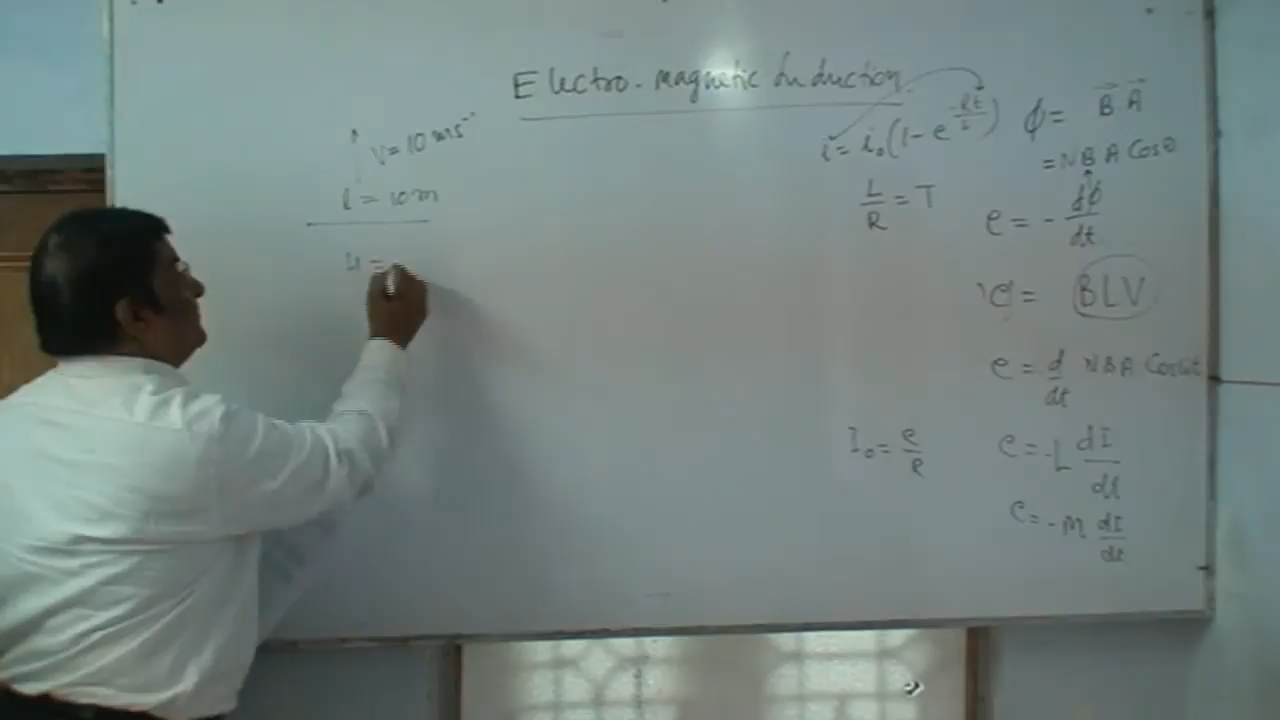 Electro-magnetic Induction
V = 10 ms⁻¹
l = 10 m
i = i₀(1 - e^(-Rt/L))
L/R = T
ϕ = B⃗ A⃗
= NBA Cosθ
e = - dϕ/dt
e = BLV
e = d/dt NBA Cosωt
I₀ = e/R
e = -L dI/dt
e = -M dI/dt